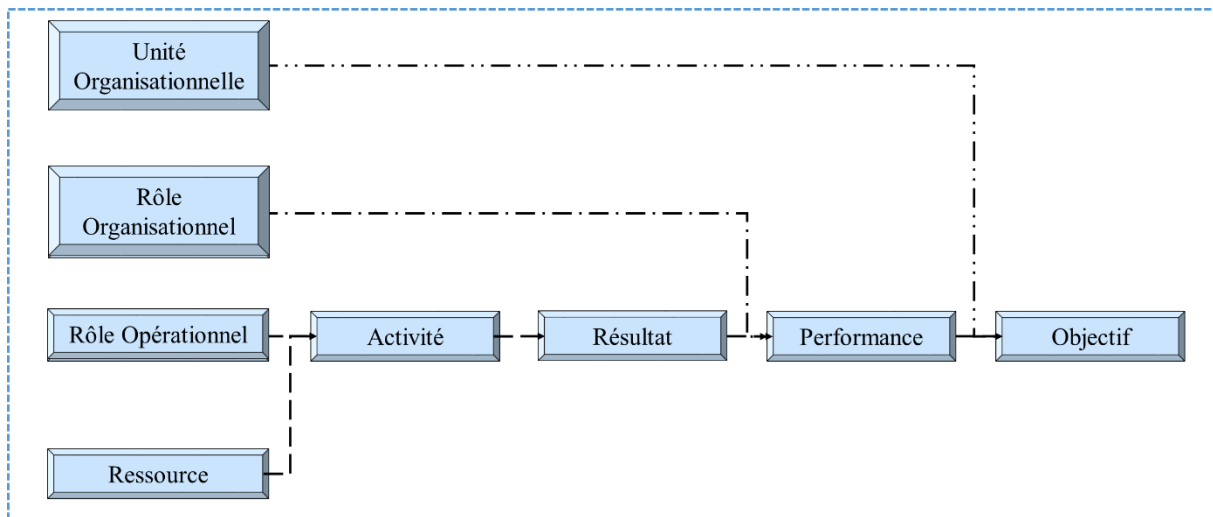 Unité
Organisationnelle
Rôle
Organisationnel
Rôle Opérationnel
Activité
Résultat
Performance
Objectif
Ressource